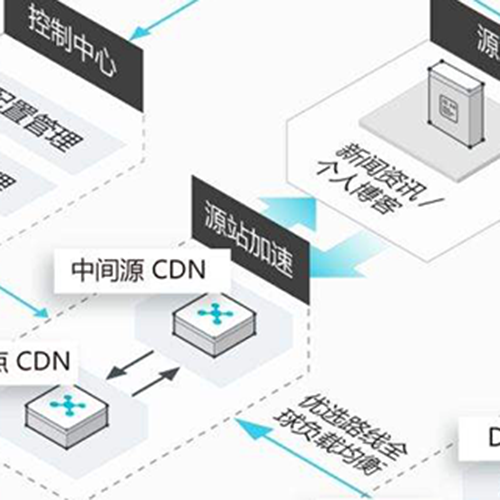 控制中心
源
配置管理
理
新闻资讯/
个人博客
源站加速
中间源 CDN
点 CDN
优选路线全
球负载均衡
D